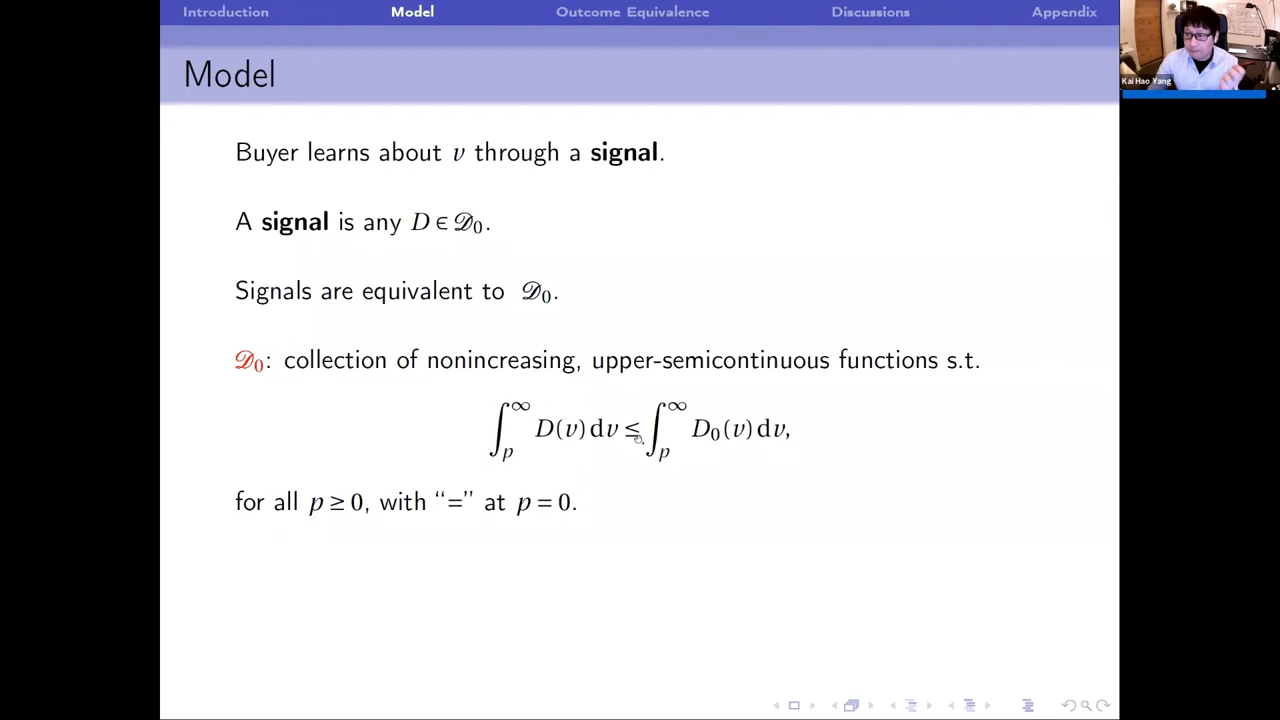 Introduction Model Outcome Equivalence Discussions Appendix
Kai Hao Yang
Model
Buyer learns about v through a signal.
A signal is any D ∈ 𝒟₀.
Signals are equivalent to 𝒟₀.
𝒟₀: collection of nonincreasing, upper-semicontinuous functions s.t.
∫_p^∞ D(v) dv ≤ ∫_p^∞ D₀(v) dv,
for all p ≥ 0, with “=” at p = 0.